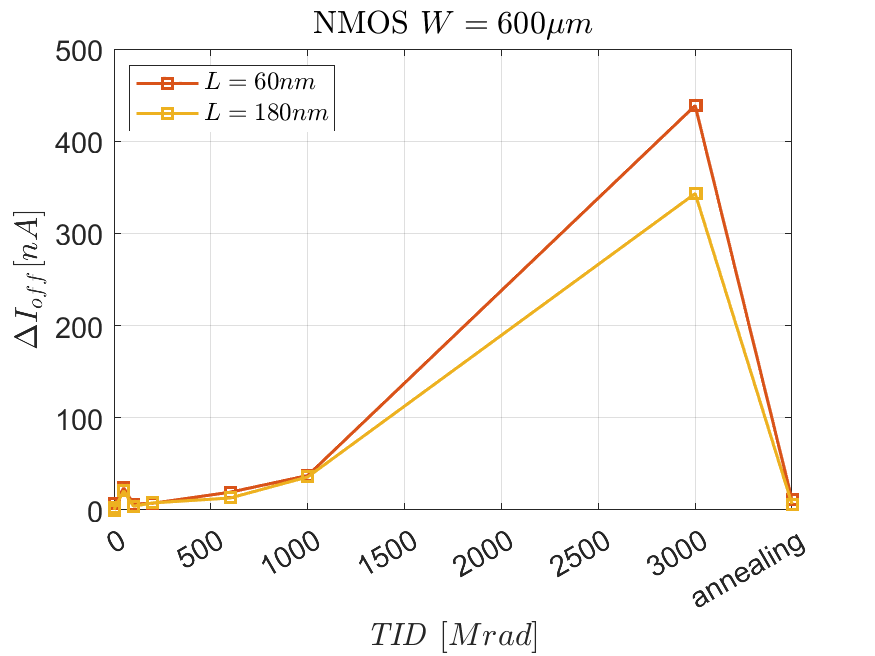 NMOS W = 600μm
L = 60nm
L = 180nm
500
400
300
200
100
0
ΔI_off [nA]
0
500
1000
1500
2000
2500
3000
annealing
TID [Mrad]